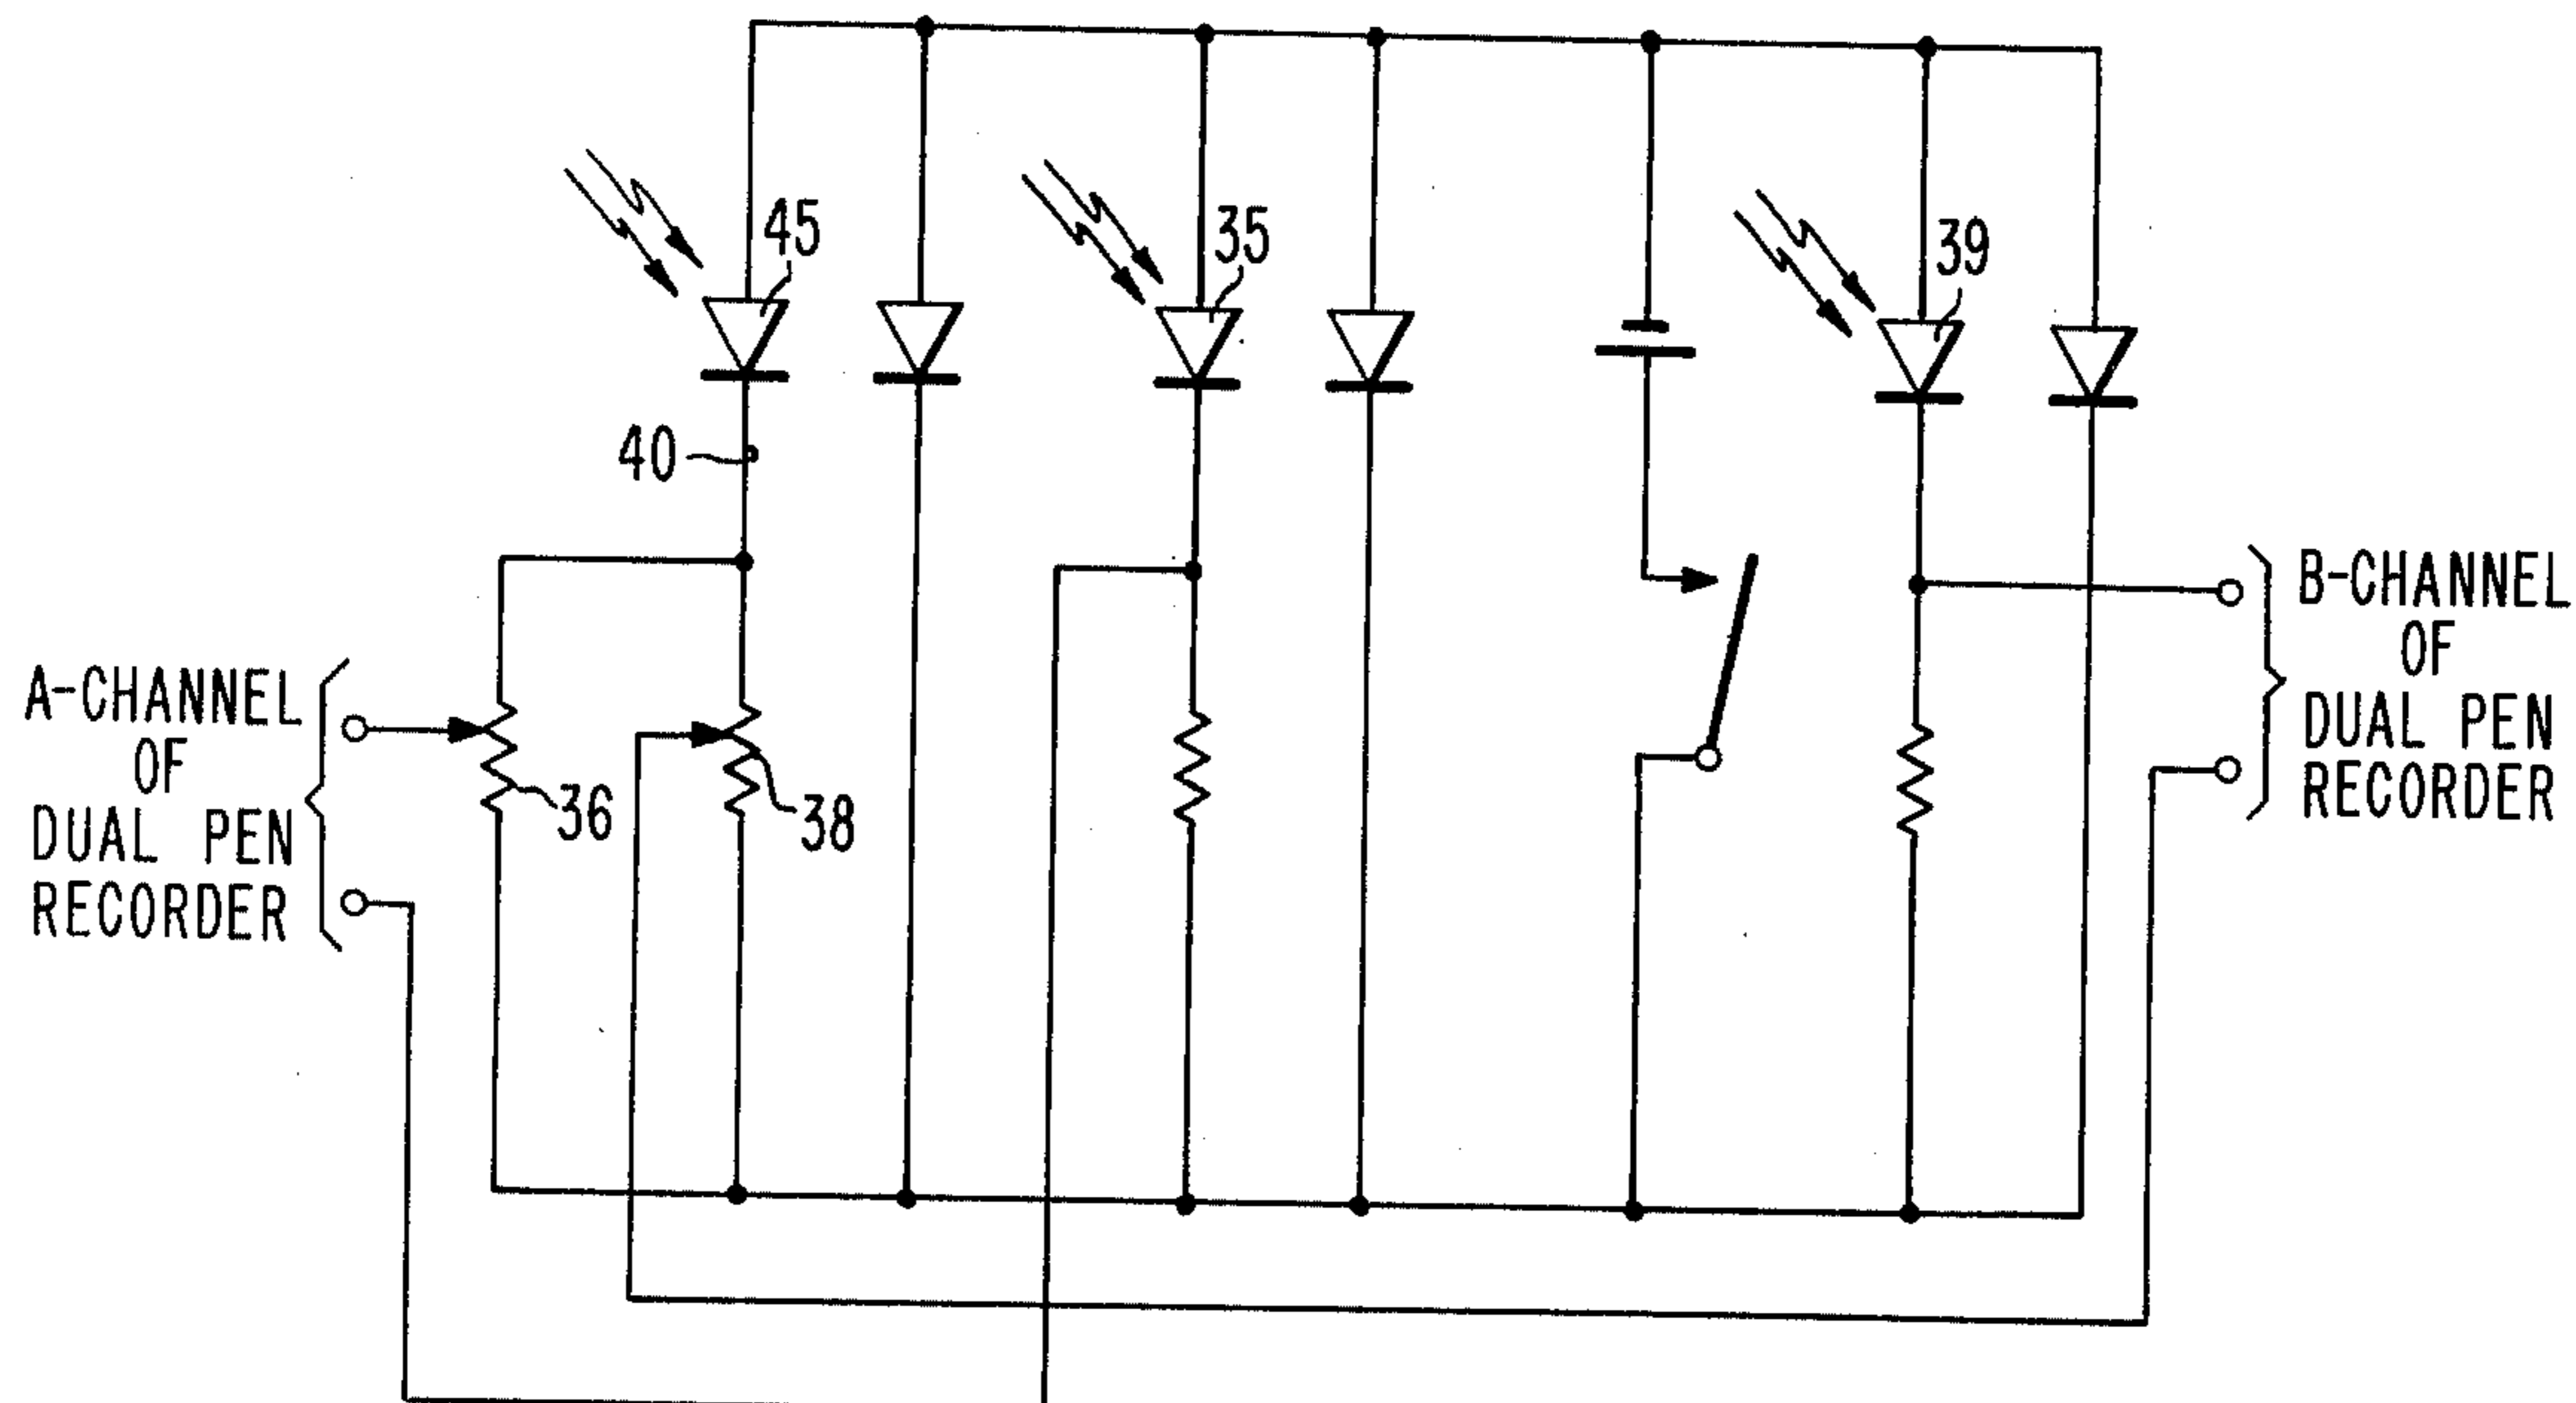 45
35
39
40
A-CHANNEL
OF
DUAL PEN
RECORDER
36
38
B-CHANNEL
OF
DUAL PEN
RECORDER